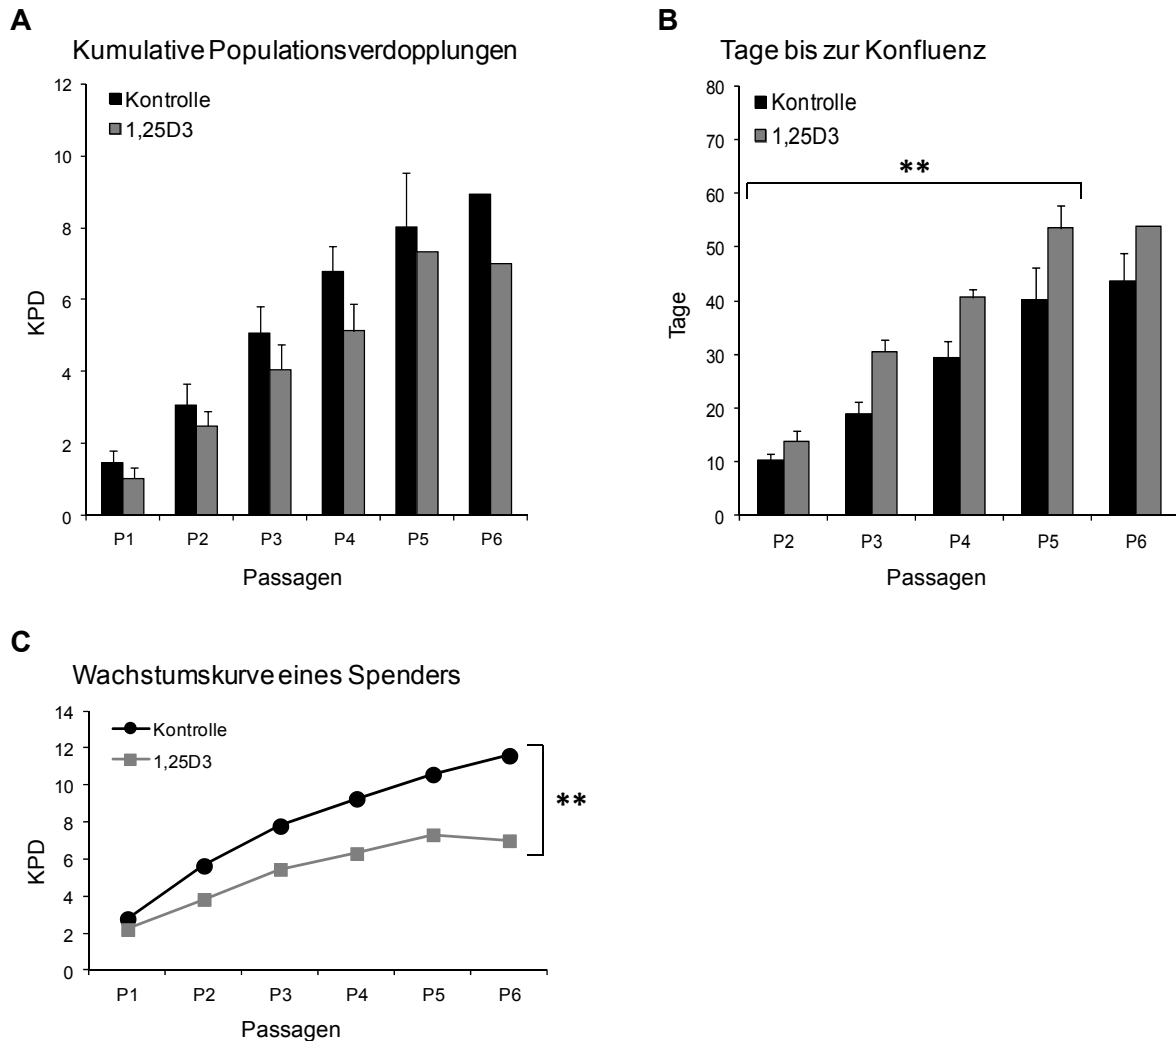 A
Kumulative Populationsverdopplungen
12
10
8
6
4
2
0
KPD
Kontrolle
1,25D3
P1 P2 P3 P4 P5 P6
Passagen
B
Tage bis zur Konfluenz
80
70
60
50
40
30
20
10
0
Tage
Kontrolle
1,25D3
**
P2 P3 P4 P5 P6
Passagen
C
Wachstumskurve eines Spenders
14
12
10
8
6
4
2
0
KPD
Kontrolle
1,25D3
**
P1 P2 P3 P4 P5 P6
Passagen